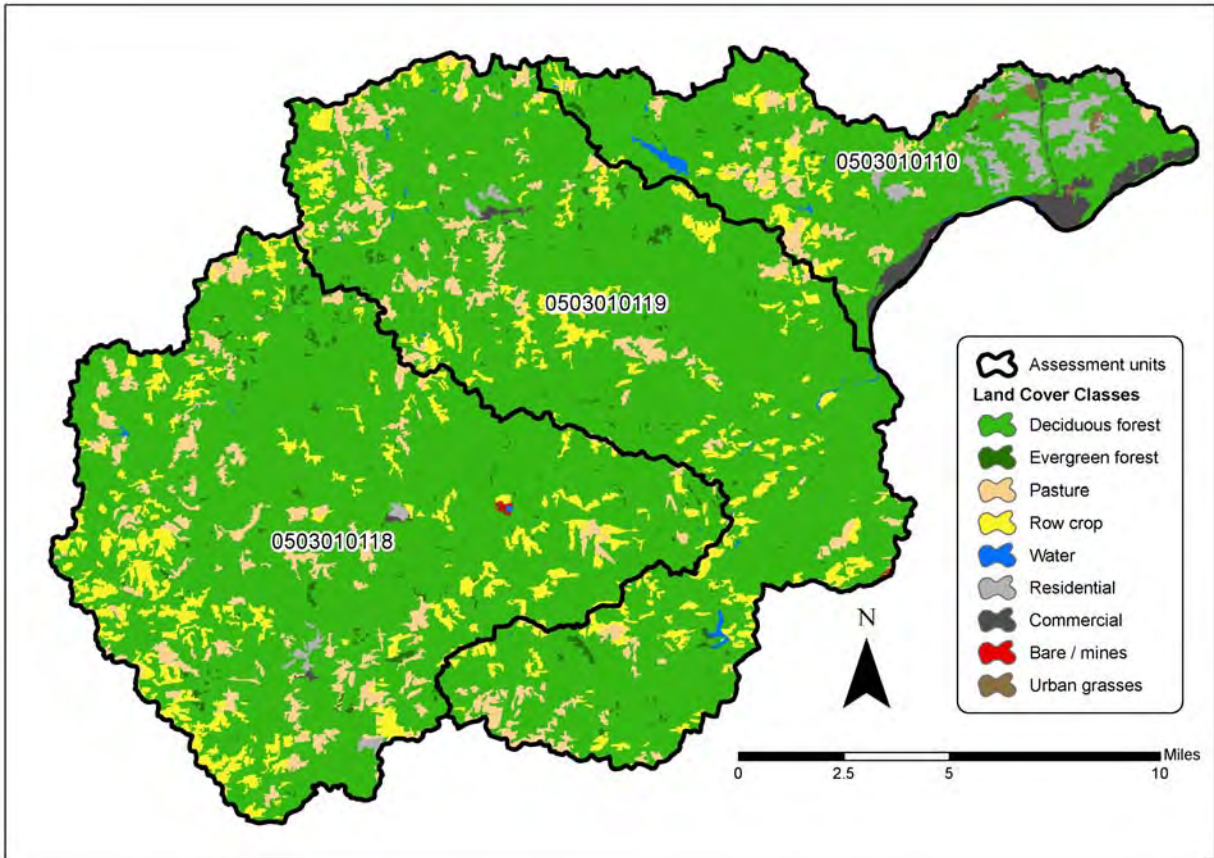 0503010110
0503010119
0503010118
Assessment units
Land Cover Classes
Deciduous forest
Evergreen forest
Pasture
Row crop
Water
Residential
Commercial
Bare / mines
Urban grasses
N
Miles
0 2.5 5 10